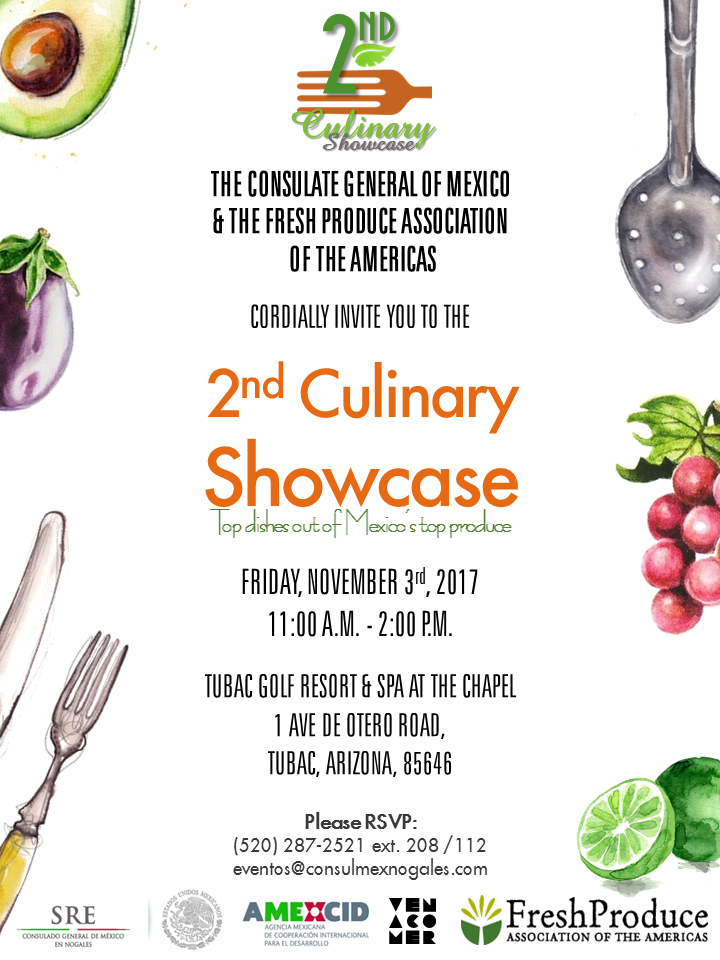 2ND
Culinary
Showcase
THE CONSULATE GENERAL OF MEXICO
& THE FRESH PRODUCE ASSOCIATION
OF THE AMERICAS
CORDIALLY INVITE YOU TO THE
2nd Culinary
Showcase
Top dishes out of Mexico´s top produce
FRIDAY, NOVEMBER 3rd, 2017
11:00 A.M. - 2:00 P.M.
TUBAC GOLF RESORT & SPA AT THE CHAPEL
1 AVE DE OTERO ROAD,
TUBAC, ARIZONA, 85646
Please RSVP:
(520) 287-2521 ext. 208 /112
eventos@consulmexnogales.com
SRE
CONSULADO GENERAL DE MÉXICO
EN NOGALES
ESTADOS UNIDOS MEXICANOS
AMEXCID
AGENCIA MEXICANA
DE COOPERACIÓN INTERNACIONAL
PARA EL DESARROLLO
VEN
ACO
MER
FreshProduce
ASSOCIATION OF THE AMERICAS